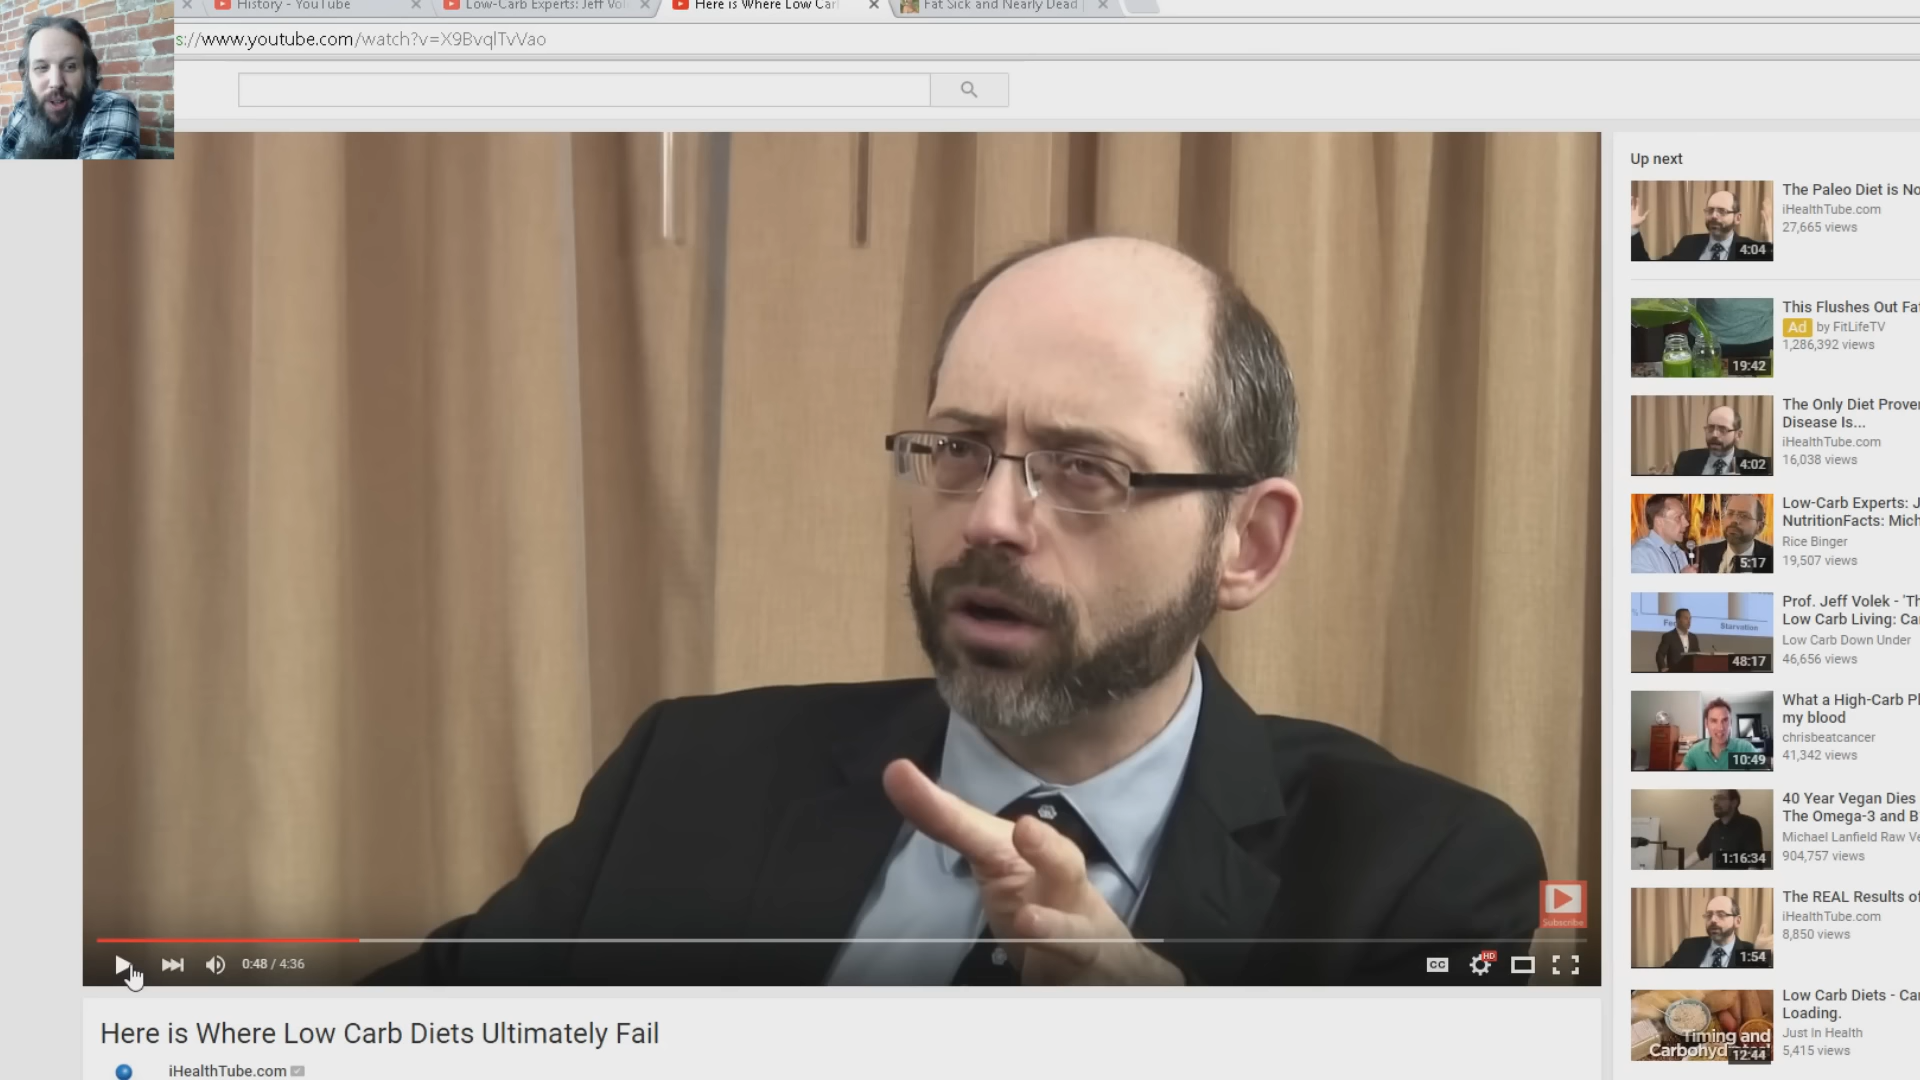 History - YouTube
Low-Carb Experts: Jeff Vol
Here is Where Low Car
Fat Sick and Nearly Dead
s://www.youtube.com/watch?v=X9BvqlTvVao
Up next
The Paleo Diet is No
iHealthTube.com
27,665 views
4:04
This Flushes Out Fa
Ad by FitLifeTV
1,286,392 views
19:42
The Only Diet Prove
Disease Is...
iHealthTube.com
16,038 views
4:02
Low-Carb Experts: J
NutritionFacts: Mich
Rice Binger
19,507 views
5:17
Prof. Jeff Volek - 'Th
Low Carb Living: Ca
Low Carb Down Under
46,656 views
Starvation
48:17
What a High-Carb Pl
my blood
chrisbeatcancer
41,342 views
10:49
40 Year Vegan Dies
The Omega-3 and B
Michael Lanfield Raw Ve
904,757 views
1:16:34
The REAL Results of
iHealthTube.com
8,850 views
1:54
Low Carb Diets - Ca
Loading.
Just In Health
5,415 views
Timing and
Carbohyd
12:44
Subscribe
0:48 / 4:36
CC
HD
Here is Where Low Carb Diets Ultimately Fail
iHealthTube.com